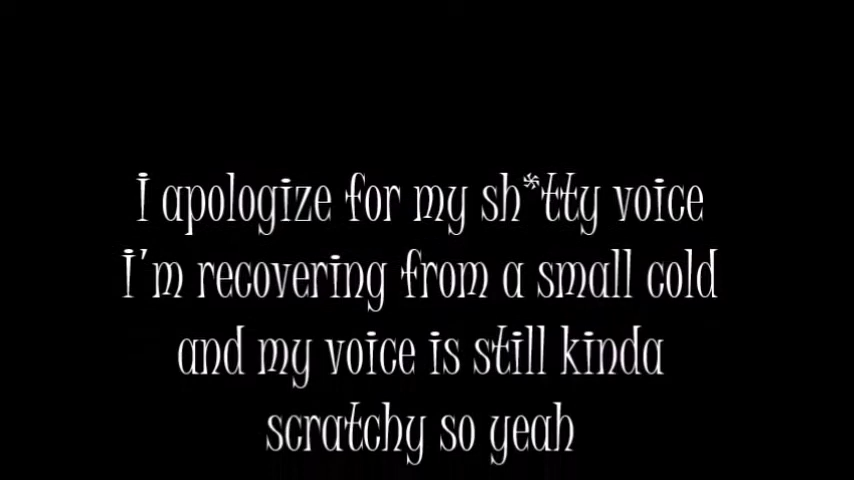 I apologize for my sh*tty voice
I'm recovering from a small cold
and my voice is still kinda
scratchy so yeah